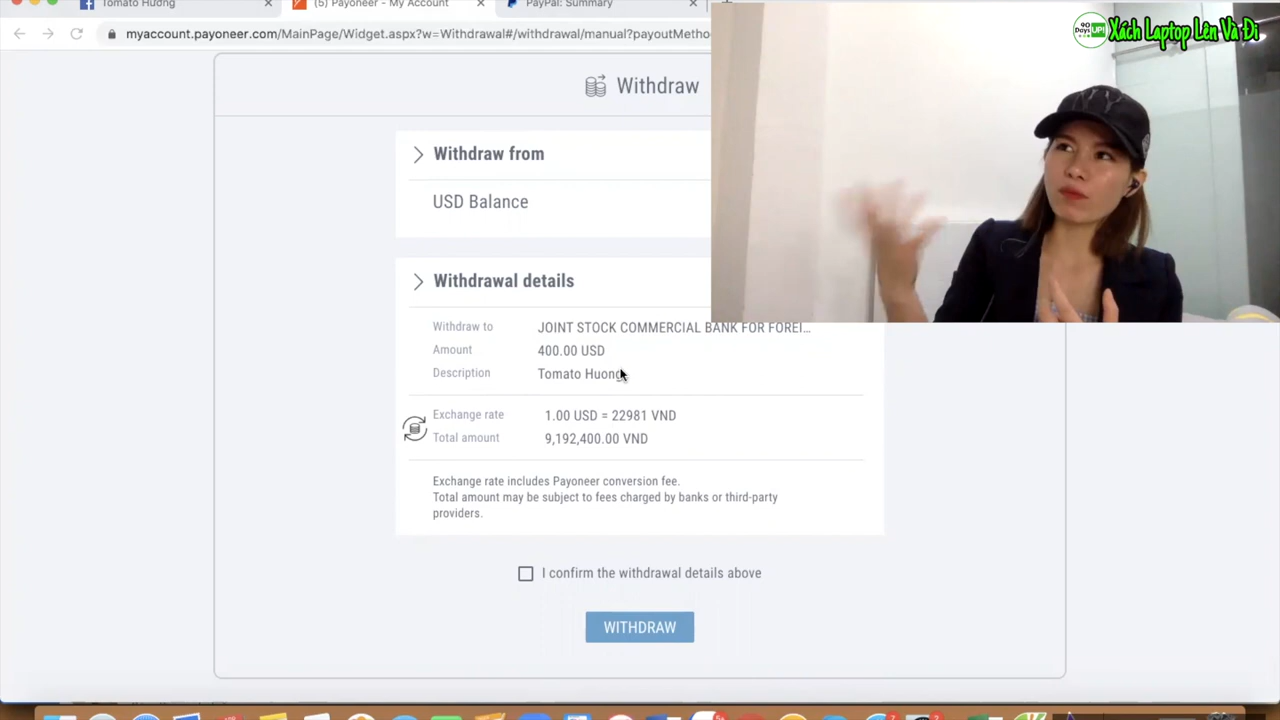 Tomato Hương
(5) Payoneer - My Account
PayPal: Summary
myaccount.payoneer.com/MainPage/Widget.aspx?w=Withdrawal#/withdrawal/manual?payoutMetho
90 Days UP!
Xách Laptop Lên Và Đi
Withdraw
Withdraw from
USD Balance
Withdrawal details
Withdraw to JOINT STOCK COMMERCIAL BANK FOR FOREI...
Amount 400.00 USD
Description Tomato Huong
Exchange rate 1.00 USD = 22981 VND
Total amount 9,192,400.00 VND
Exchange rate includes Payoneer conversion fee.
Total amount may be subject to fees charged by banks or third-party
providers.
I confirm the withdrawal details above
WITHDRAW